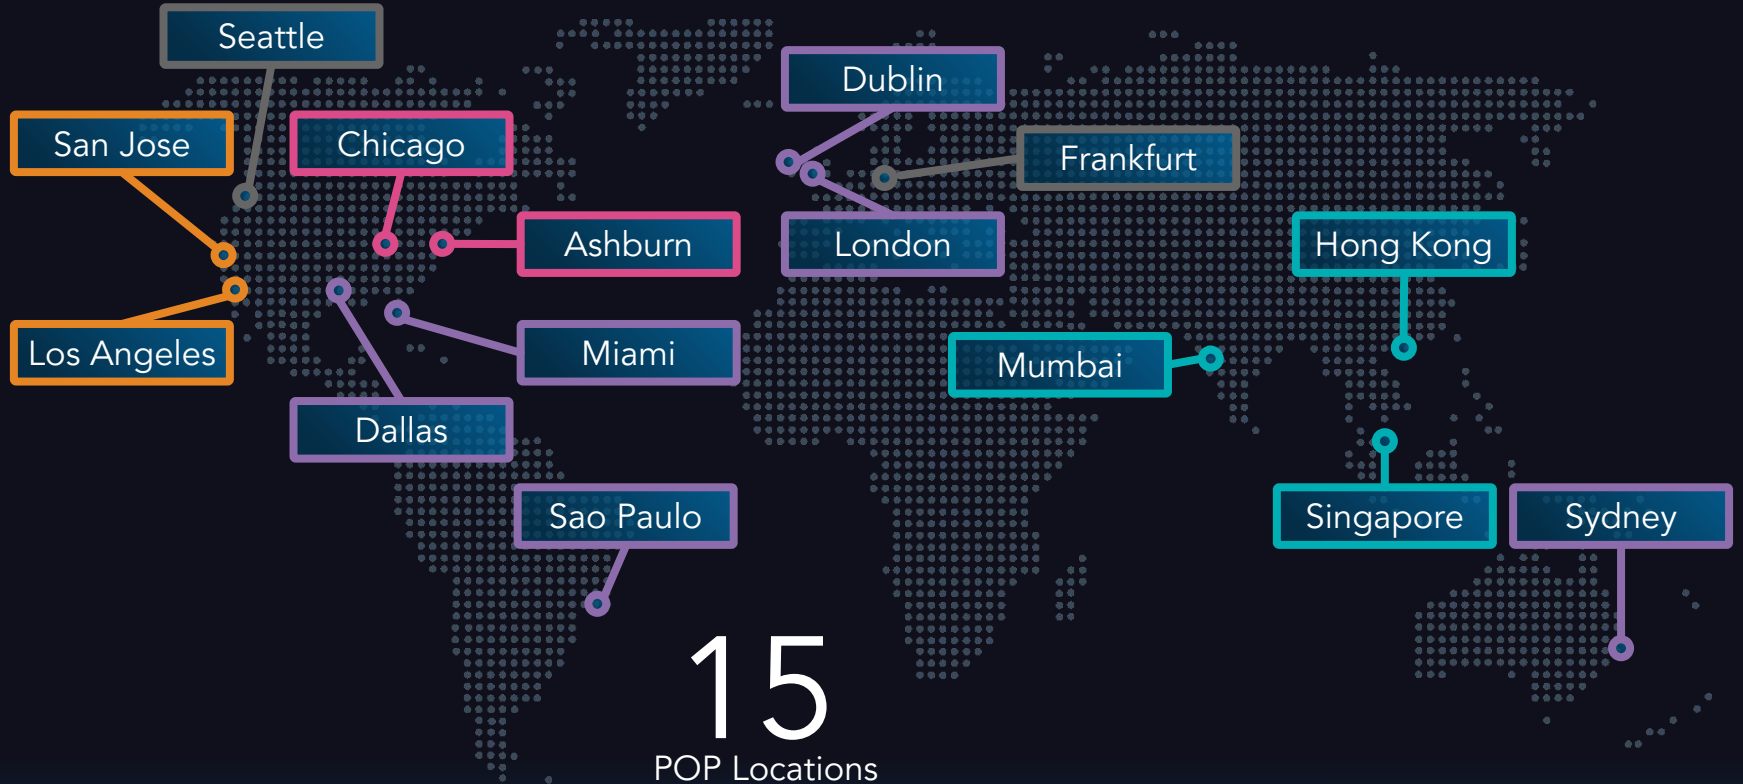 Seattle
Dublin
San Jose
Chicago
Frankfurt
Ashburn
London
Hong Kong
Los Angeles
Miami
Mumbai
Dallas
Sao Paulo
Singapore
Sydney
15
POP Locations